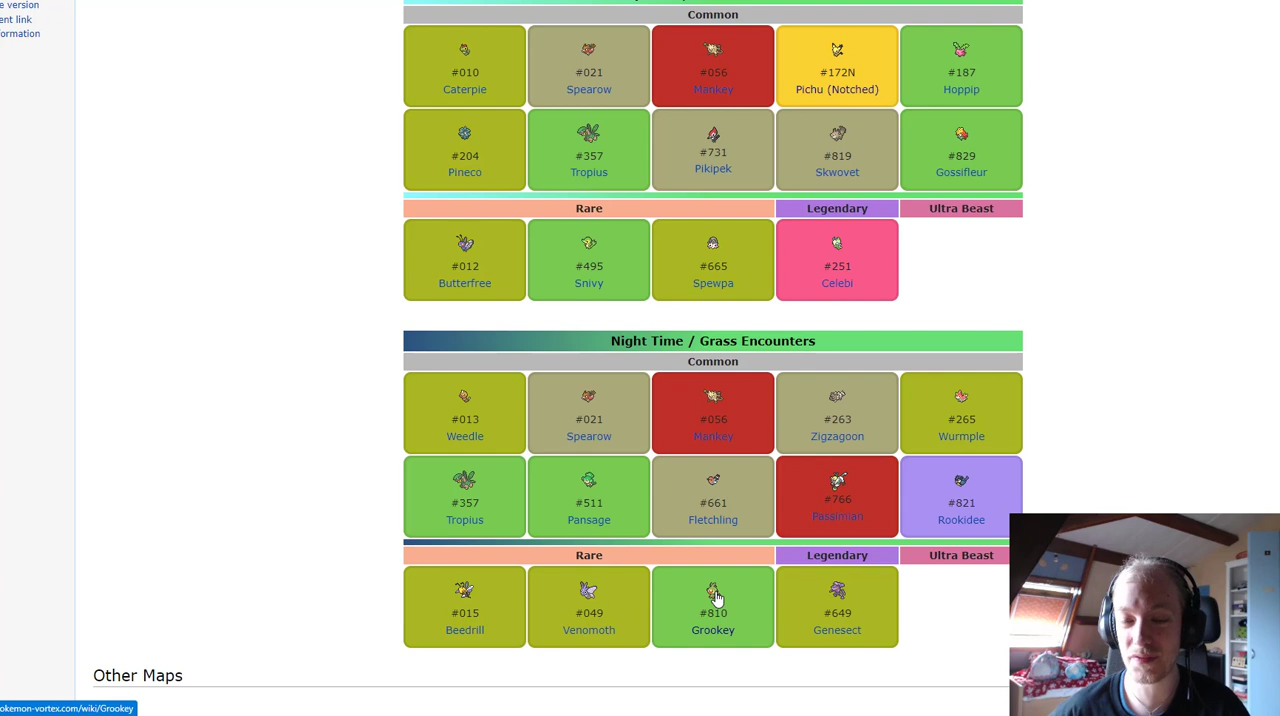 e version
ent link
formation
Common
#010
Caterpie
#021
Spearow
#056
Mankey
#172N
Pichu (Notched)
#187
Hoppip
#204
Pineco
#357
Tropius
#731
Pikipek
#819
Skwovet
#829
Gossifleur
Rare
Legendary
Ultra Beast
#012
Butterfree
#495
Snivy
#665
Spewpa
#251
Celebi
Night Time / Grass Encounters
Common
#013
Weedle
#021
Spearow
#056
Mankey
#263
Zigzagoon
#265
Wurmple
#357
Tropius
#511
Pansage
#661
Fletchling
#766
Passimian
#821
Rookidee
Rare
Legendary
Ultra Beast
#015
Beedrill
#049
Venomoth
#810
Grookey
#649
Genesect
Other Maps
okemon-vortex.com/wiki/Grookey